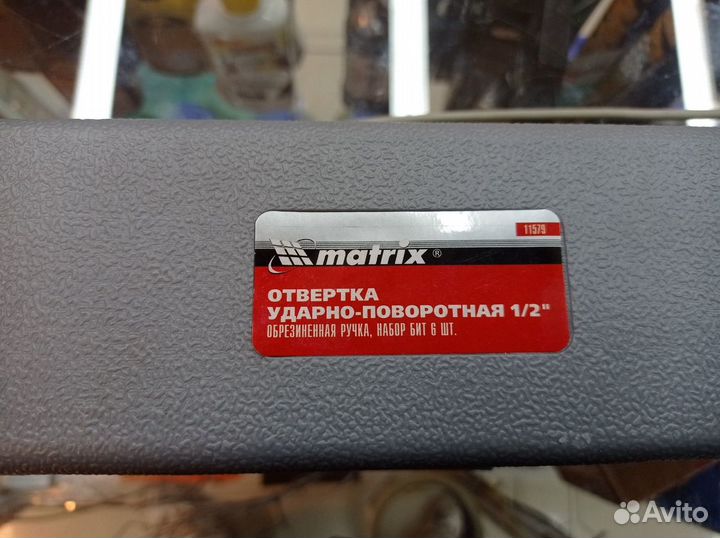 11579
matrix ®
ОТВЕРТКА
УДАРНО-ПОВОРОТНАЯ 1/2"
ОБРЕЗИНЕННАЯ РУЧКА, НАБОР БИТ 6 ШТ.
Avito